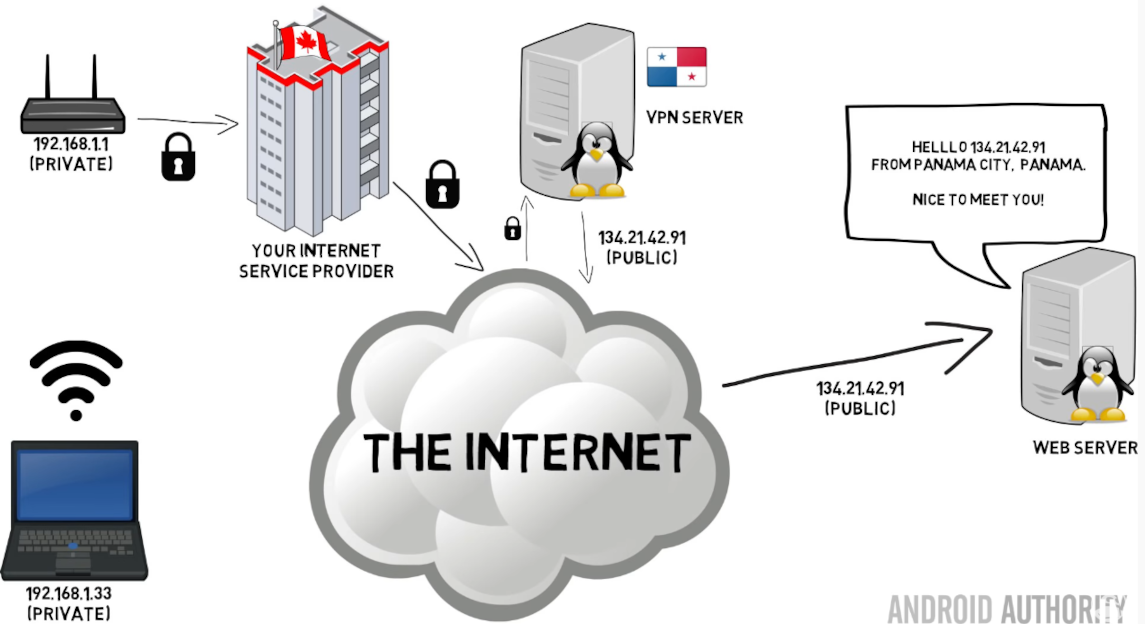 192.168.1.1
(PRIVATE)
YOUR INTERNET
SERVICE PROVIDER
VPN SERVER
134.21.42.91
(PUBLIC)
HELLLO 134.21.42.91
FROM PANAMA CITY, PANAMA.
NICE TO MEET YOU!
THE INTERNET
134.21.42.91
(PUBLIC)
WEB SERVER
192.168.1.33
(PRIVATE)
ANDROID AUTHORITY